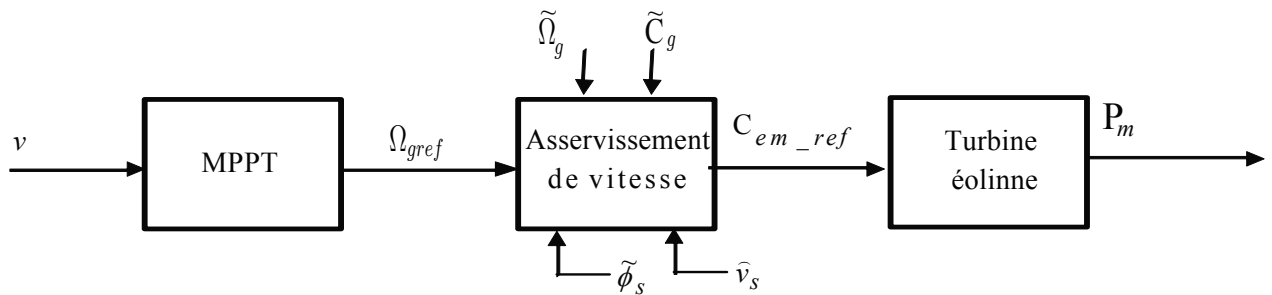 Ω̃_g
C̃_g
v
MPPT
Ω_gref
Asservissement
de vitesse
C_em_ref
Turbine
éolinne
P_m
ϕ̃_s
v̂_s